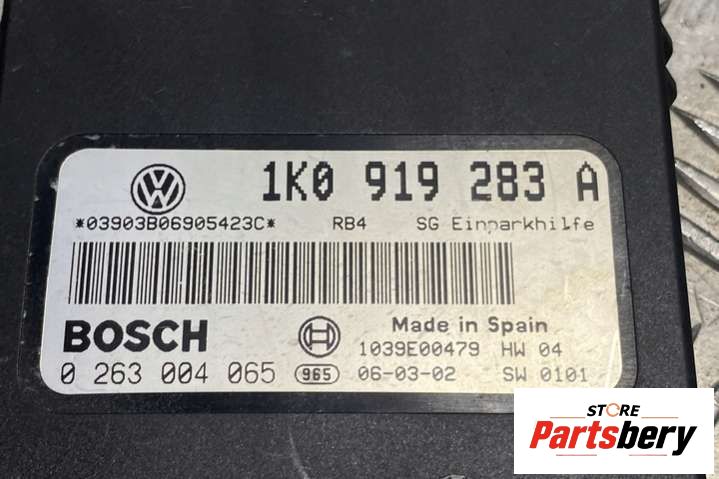 VW
1K0 919 283 A
*03903B06905423C* RB4 SG Einparkhilfe
BOSCH
Made in Spain
1039E00479 HW 04
0 263 004 065 965 06-03-02 SW 0101
STORE
Partsbery